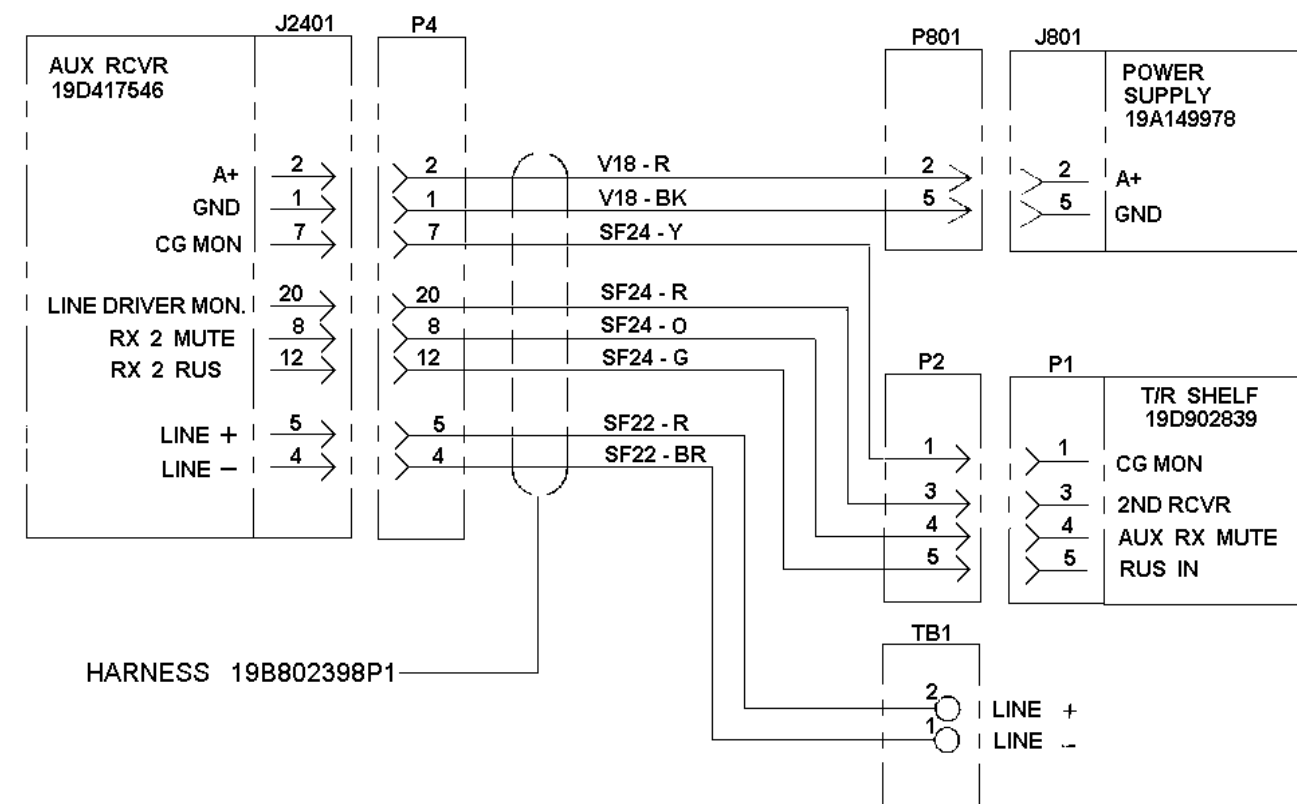 J2401 P4
P801 J801
AUX RCVR
19D417546
POWER
SUPPLY
19A149978
A+ 2 2 V18 - R 2 2 A+
GND 1 1 V18 - BK 5 5 GND
CG MON 7 7 SF24 - Y
LINE DRIVER MON. 20 20 SF24 - R
RX 2 MUTE 8 8 SF24 - O
RX 2 RUS 12 12 SF24 - G
P2 P1
T/R SHELF
19D902839
LINE + 5 5 SF22 - R
LINE – 4 4 SF22 - BR
1 1 CG MON
3 3 2ND RCVR
4 4 AUX RX MUTE
5 5 RUS IN
TB1
HARNESS 19B802398P1
2 LINE +
1 LINE –